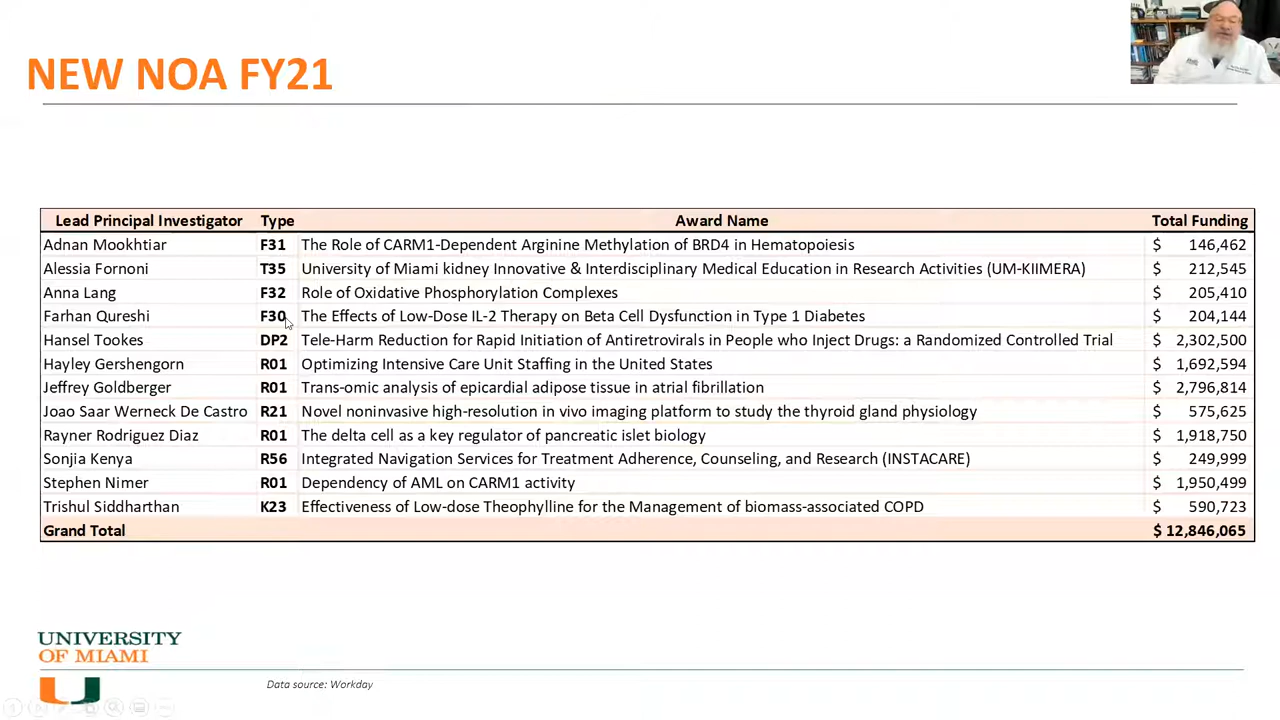 NEW NOA FY21
Lead Principal Investigator Type Award Name Total Funding
Adnan Mookhtiar F31 The Role of CARM1-Dependent Arginine Methylation of BRD4 in Hematopoiesis $ 146,462
Alessia Fornoni T35 University of Miami kidney Innovative & Interdisciplinary Medical Education in Research Activities (UM-KIIMERA) $ 212,545
Anna Lang F32 Role of Oxidative Phosphorylation Complexes $ 205,410
Farhan Qureshi F30 The Effects of Low-Dose IL-2 Therapy on Beta Cell Dysfunction in Type 1 Diabetes $ 204,144
Hansel Tookes DP2 Tele-Harm Reduction for Rapid Initiation of Antiretrovirals in People who Inject Drugs: a Randomized Controlled Trial $ 2,302,500
Hayley Gershengorn R01 Optimizing Intensive Care Unit Staffing in the United States $ 1,692,594
Jeffrey Goldberger R01 Trans-omic analysis of epicardial adipose tissue in atrial fibrillation $ 2,796,814
Joao Saar Werneck De Castro R21 Novel noninvasive high-resolution in vivo imaging platform to study the thyroid gland physiology $ 575,625
Rayner Rodriguez Diaz R01 The delta cell as a key regulator of pancreatic islet biology $ 1,918,750
Sonjia Kenya R56 Integrated Navigation Services for Treatment Adherence, Counseling, and Research (INSTACARE) $ 249,999
Stephen Nimer R01 Dependency of AML on CARM1 activity $ 1,950,499
Trishul Siddharthan K23 Effectiveness of Low-dose Theophylline for the Management of biomass-associated COPD $ 590,723
Grand Total $ 12,846,065
UNIVERSITY
OF MIAMI
Data source: Workday